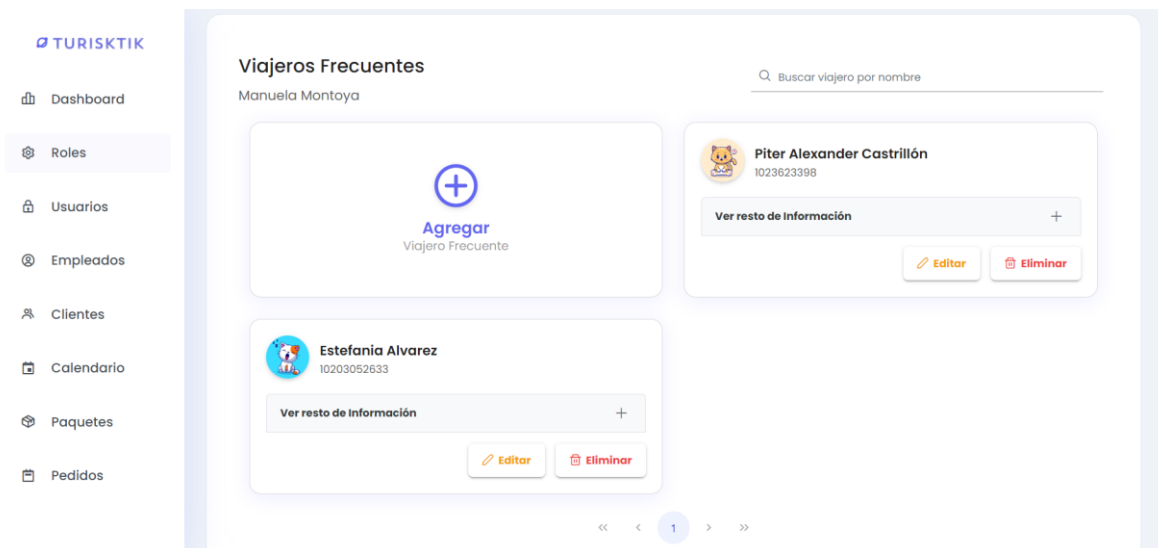 TURISKTIK
Dashboard
Roles
Usuarios
Empleados
Clientes
Calendario
Paquetes
Pedidos
Viajeros Frecuentes
Manuela Montoya
Buscar viajero por nombre
Agregar
Viajero Frecuente
Piter Alexander Castrillón
1023623398
Ver resto de Información
Editar
Eliminar
Estefania Alvarez
10203052633
Ver resto de Información
Editar
Eliminar
1